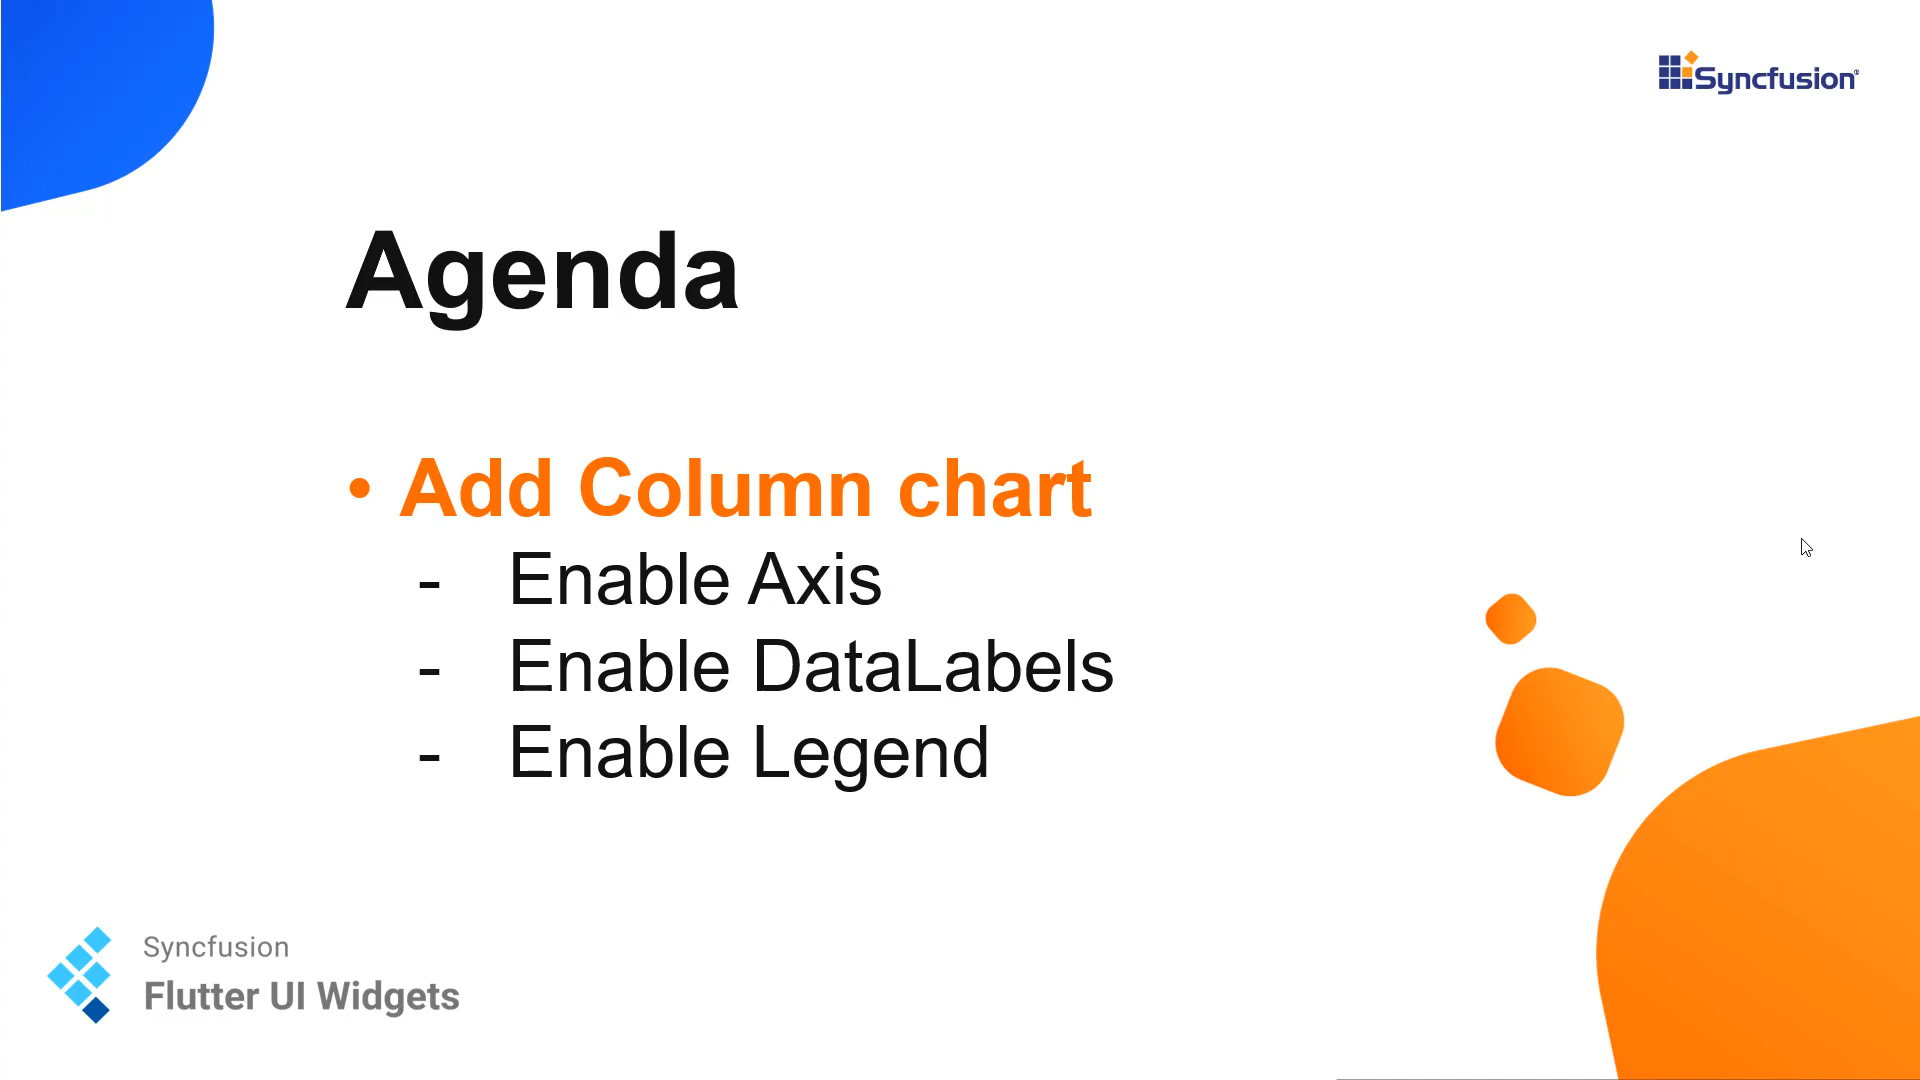 Syncfusion®
Agenda
• Add Column chart
- Enable Axis
- Enable DataLabels
- Enable Legend
Syncfusion
Flutter UI Widgets